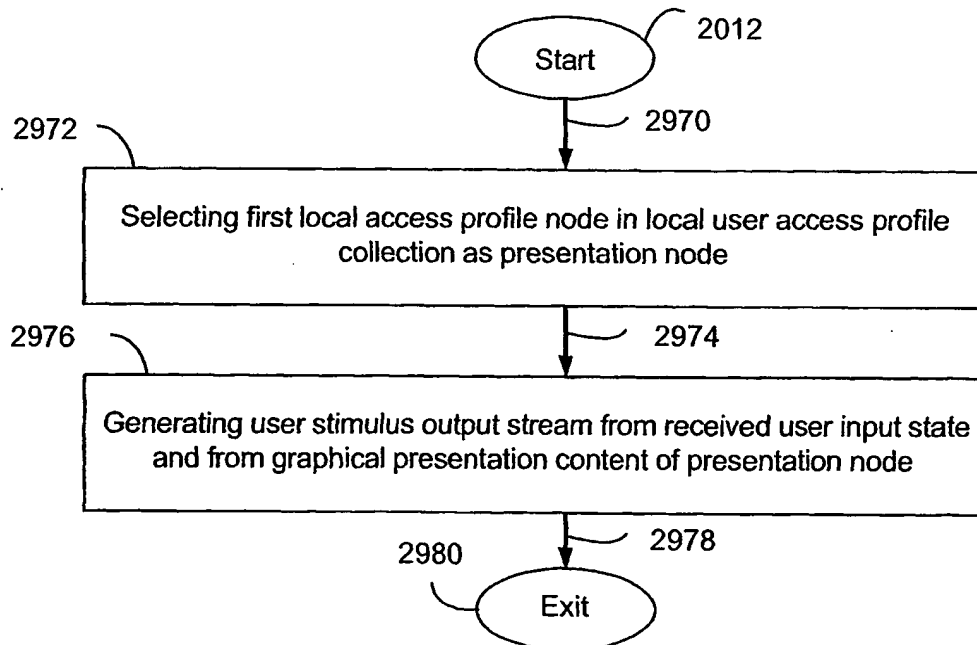 2012
Start
2970
2972
Selecting first local access profile node in local user access profile
collection as presentation node
2974
2976
Generating user stimulus output stream from received user input state
and from graphical presentation content of presentation node
2978
2980
Exit